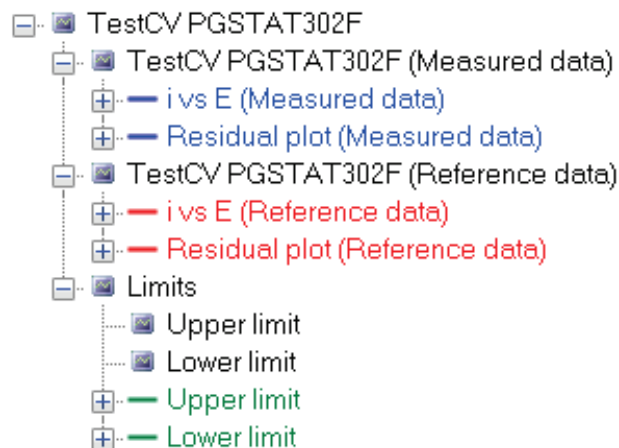 TestCV PGSTAT302F
TestCV PGSTAT302F (Measured data)
i vs E (Measured data)
Residual plot (Measured data)
TestCV PGSTAT302F (Reference data)
i vs E (Reference data)
Residual plot (Reference data)
Limits
Upper limit
Lower limit
Upper limit
Lower limit